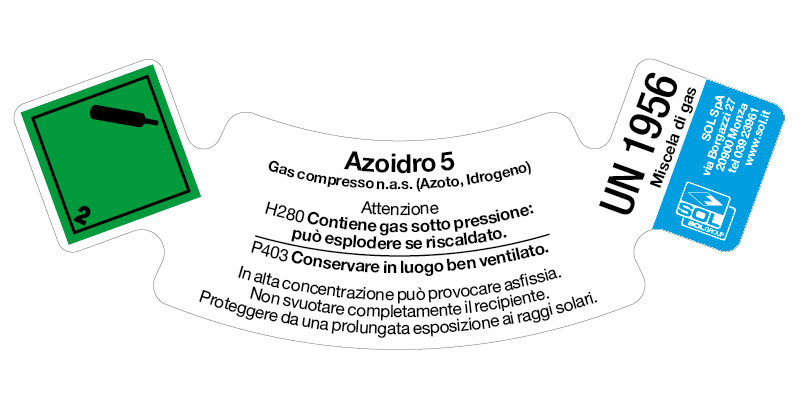 2
Azoidro 5
Gas compresso n.a.s. (Azoto, Idrogeno)
Attenzione
H280 Contiene gas sotto pressione:
può esplodere se riscaldato.
P403 Conservare in luogo ben ventilato.
In alta concentrazione può provocare asfissia.
Non svuotare completamente il recipiente.
Proteggere da una prolungata esposizione ai raggi solari.
UN 1956
Miscela di gas
SOL SpA
via Borgazzi 27
20900 Monza
tel 039 23961
www.sol.it
SOL
SOLGROUP